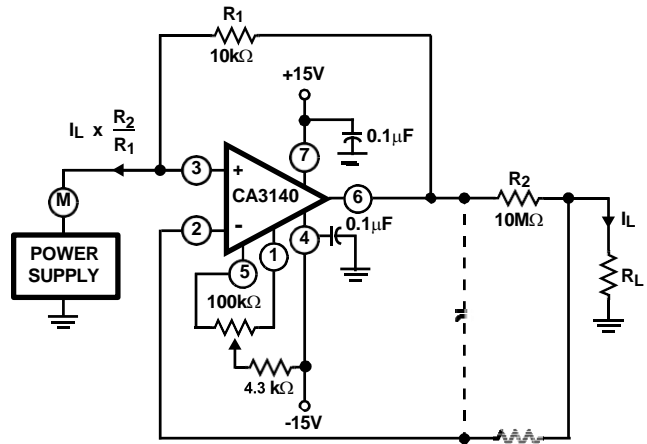 R1
10kΩ
+15V
IL x R2
R1
0.1µF
7
3
+
M
CA3140
6
R2
10MΩ
0.1µF
2
-
4
IL
POWER
SUPPLY
5
1
RL
100kΩ
4.3 kΩ
-15V